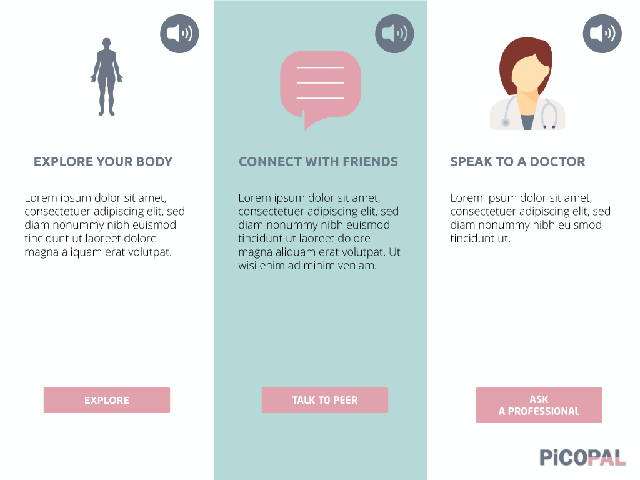 EXPLORE YOUR BODY
Lorem ipsum dolor sit amet,
consectetuer adipiscing elit, sed
diam nonummy nibh euismod
tincidunt ut laoreet dolore
magna aliquam erat volutpat.
EXPLORE
CONNECT WITH FRIENDS
Lorem ipsum dolor sit amet,
consectetuer adipiscing elit, sed
diam nonummy nibh euismod
tincidunt ut laoreet dolore
magna aliquam erat volutpat. Ut
wisi enim ad minim veniam.
TALK TO PEER
SPEAK TO A DOCTOR
Lorem ipsum dolor sit amet,
consectetuer adipiscing elit, sed
diam nonummy nibh euismod
tincidunt ut.
ASK
A PROFESSIONAL
PiCOPAL